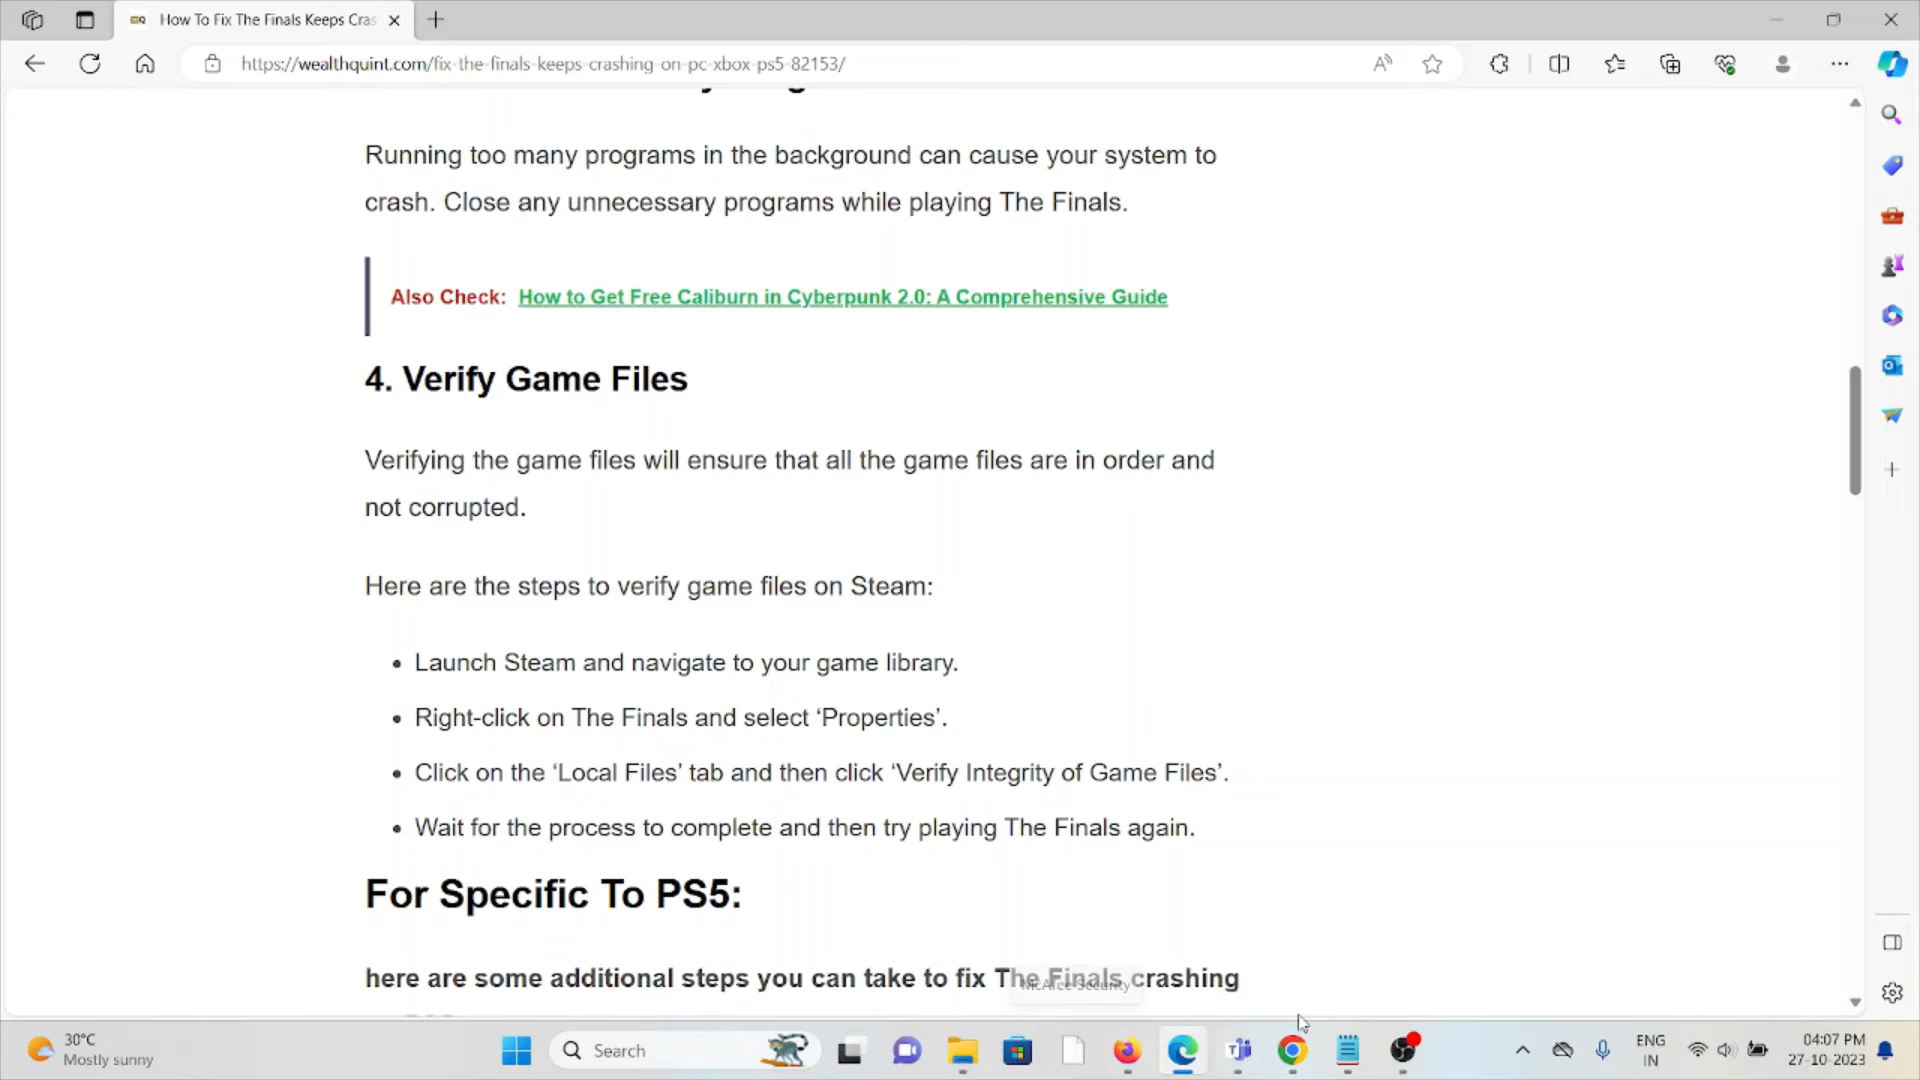 How To Fix The Finals Keeps Cras
https://wealthquint.com/fix-the-finals-keeps-crashing-on-pc-xbox-ps5-82153/
Running too many programs in the background can cause your system to
crash. Close any unnecessary programs while playing The Finals.
Also Check: How to Get Free Caliburn in Cyberpunk 2.0: A Comprehensive Guide
4. Verify Game Files
Verifying the game files will ensure that all the game files are in order and
not corrupted.
Here are the steps to verify game files on Steam:
• Launch Steam and navigate to your game library.
• Right-click on The Finals and select ‘Properties’.
• Click on the ‘Local Files’ tab and then click ‘Verify Integrity of Game Files’.
• Wait for the process to complete and then try playing The Finals again.
For Specific To PS5:
here are some additional steps you can take to fix The Finals crashing
McAfee Security
30°C
Mostly sunny
Search
ENG
IN
04:07 PM
27-10-2023